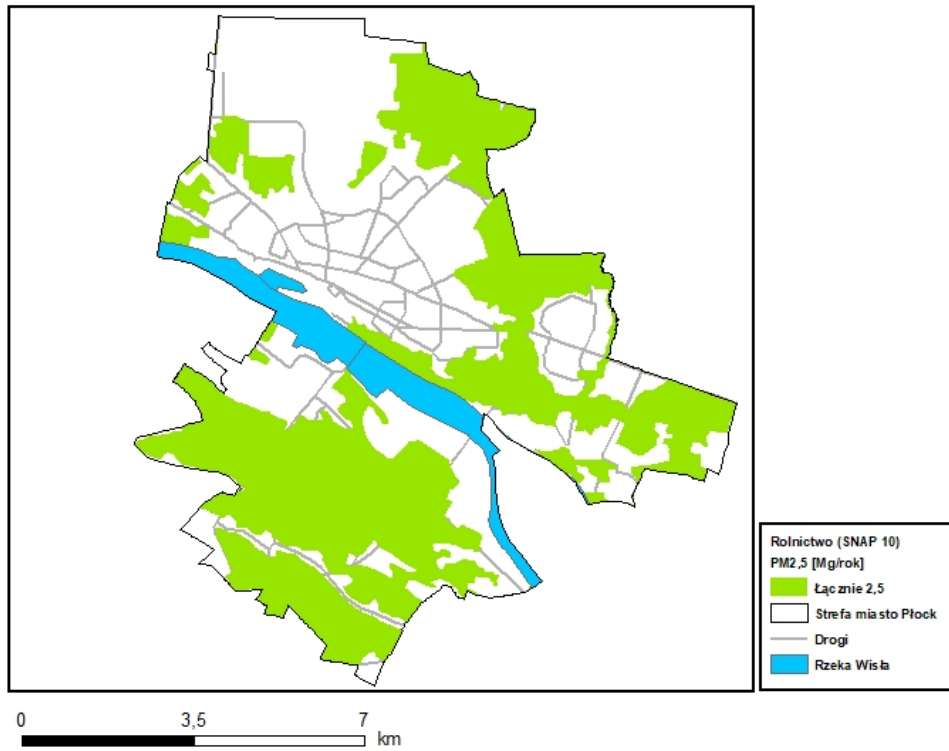 Rolnictwo (SNAP 10)
PM2,5 [Mg/rok]
Łącznie 2,5
Strefa miasto Płock
Drogi
Rzeka Wisła
0 3,5 7
km